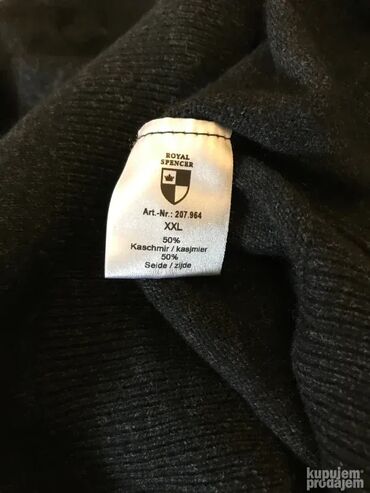 ROYAL
SPENCER
Art.-Nr.: 207.964
XXL
50%
Kaschmir / kasjmier
50%
Seide / zijde
kupujem
prodajem